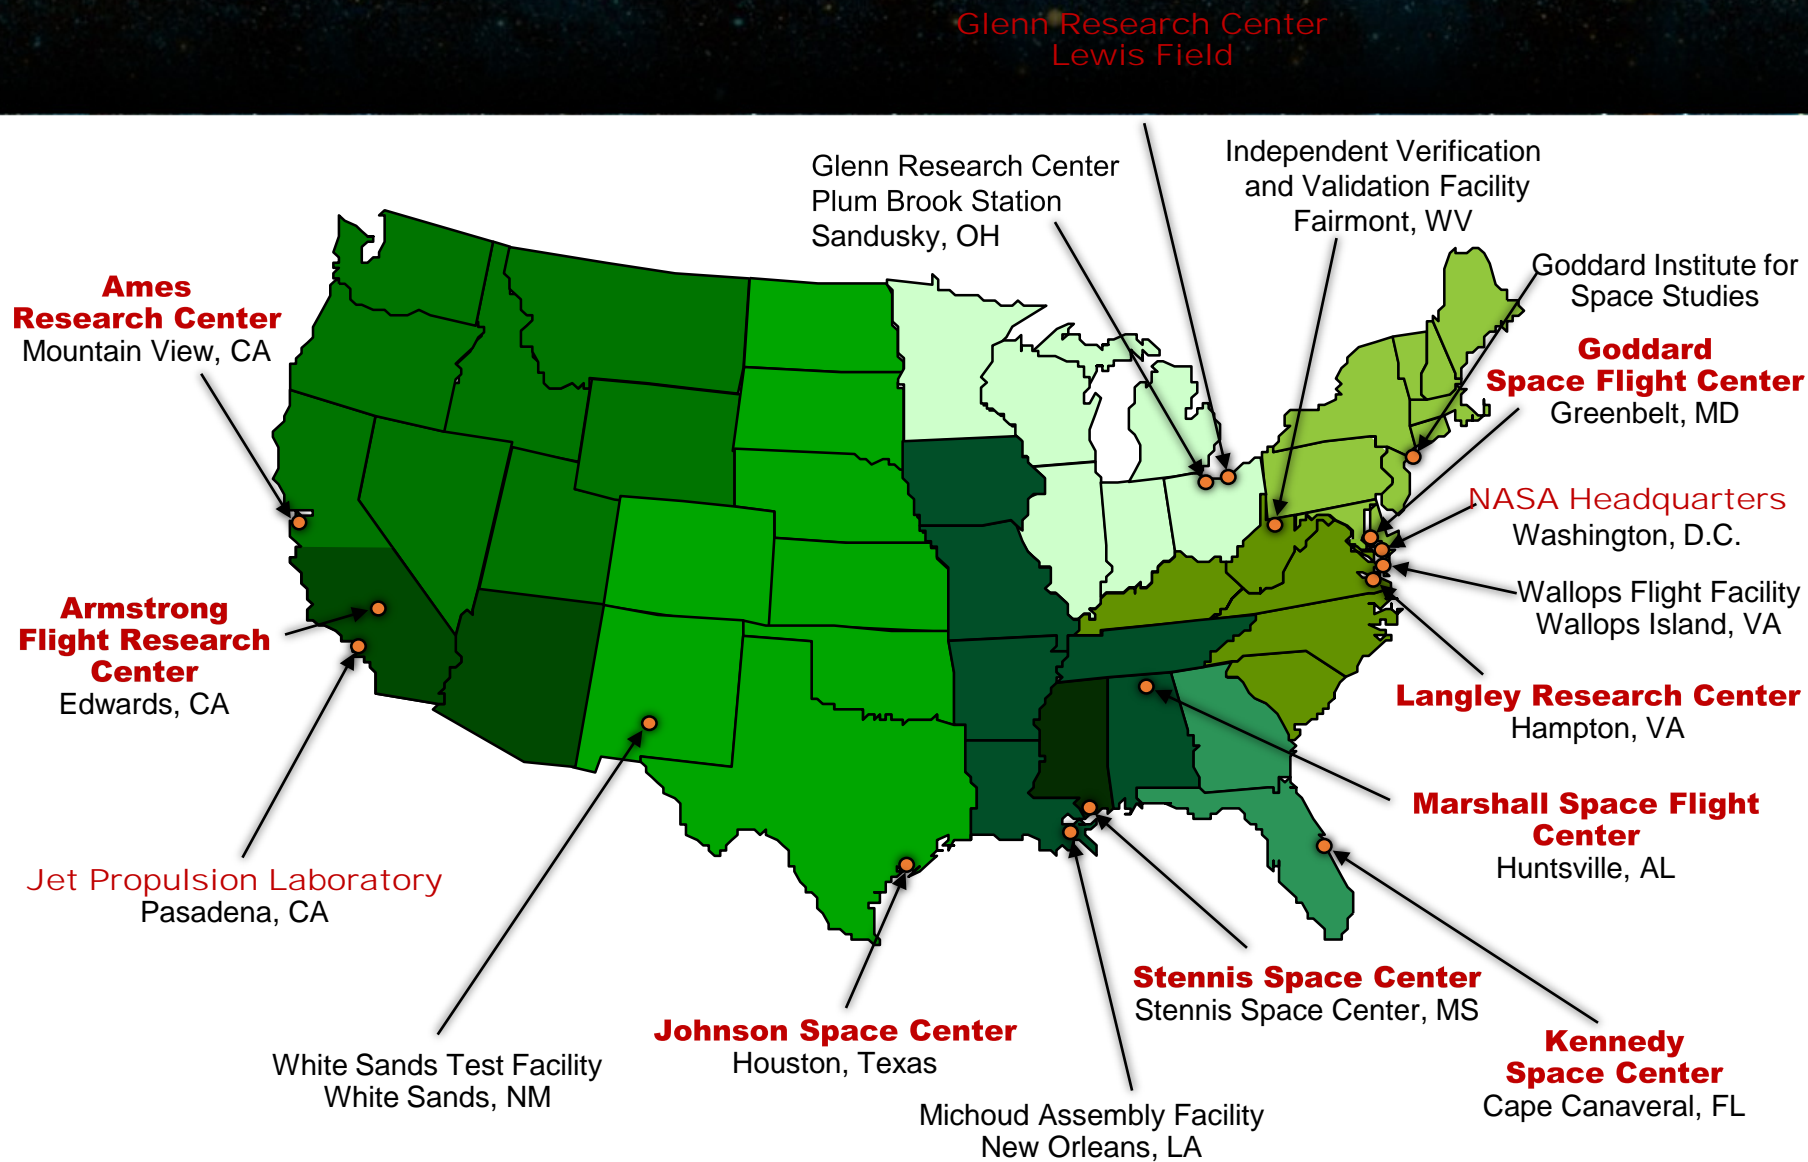 Glenn Research Center
Lewis Field
Glenn Research Center
Plum Brook Station
Sandusky, OH
Independent Verification
and Validation Facility
Fairmont, WV
Goddard Institute for
Space Studies
Ames
Research Center
Mountain View, CA
Goddard
Space Flight Center
Greenbelt, MD
NASA Headquarters
Washington, D.C.
Wallops Flight Facility
Wallops Island, VA
Armstrong
Flight Research
Center
Edwards, CA
Langley Research Center
Hampton, VA
Marshall Space Flight
Center
Huntsville, AL
Jet Propulsion Laboratory
Pasadena, CA
Stennis Space Center
Stennis Space Center, MS
Johnson Space Center
Houston, Texas
Kennedy
Space Center
Cape Canaveral, FL
White Sands Test Facility
White Sands, NM
Michoud Assembly Facility
New Orleans, LA